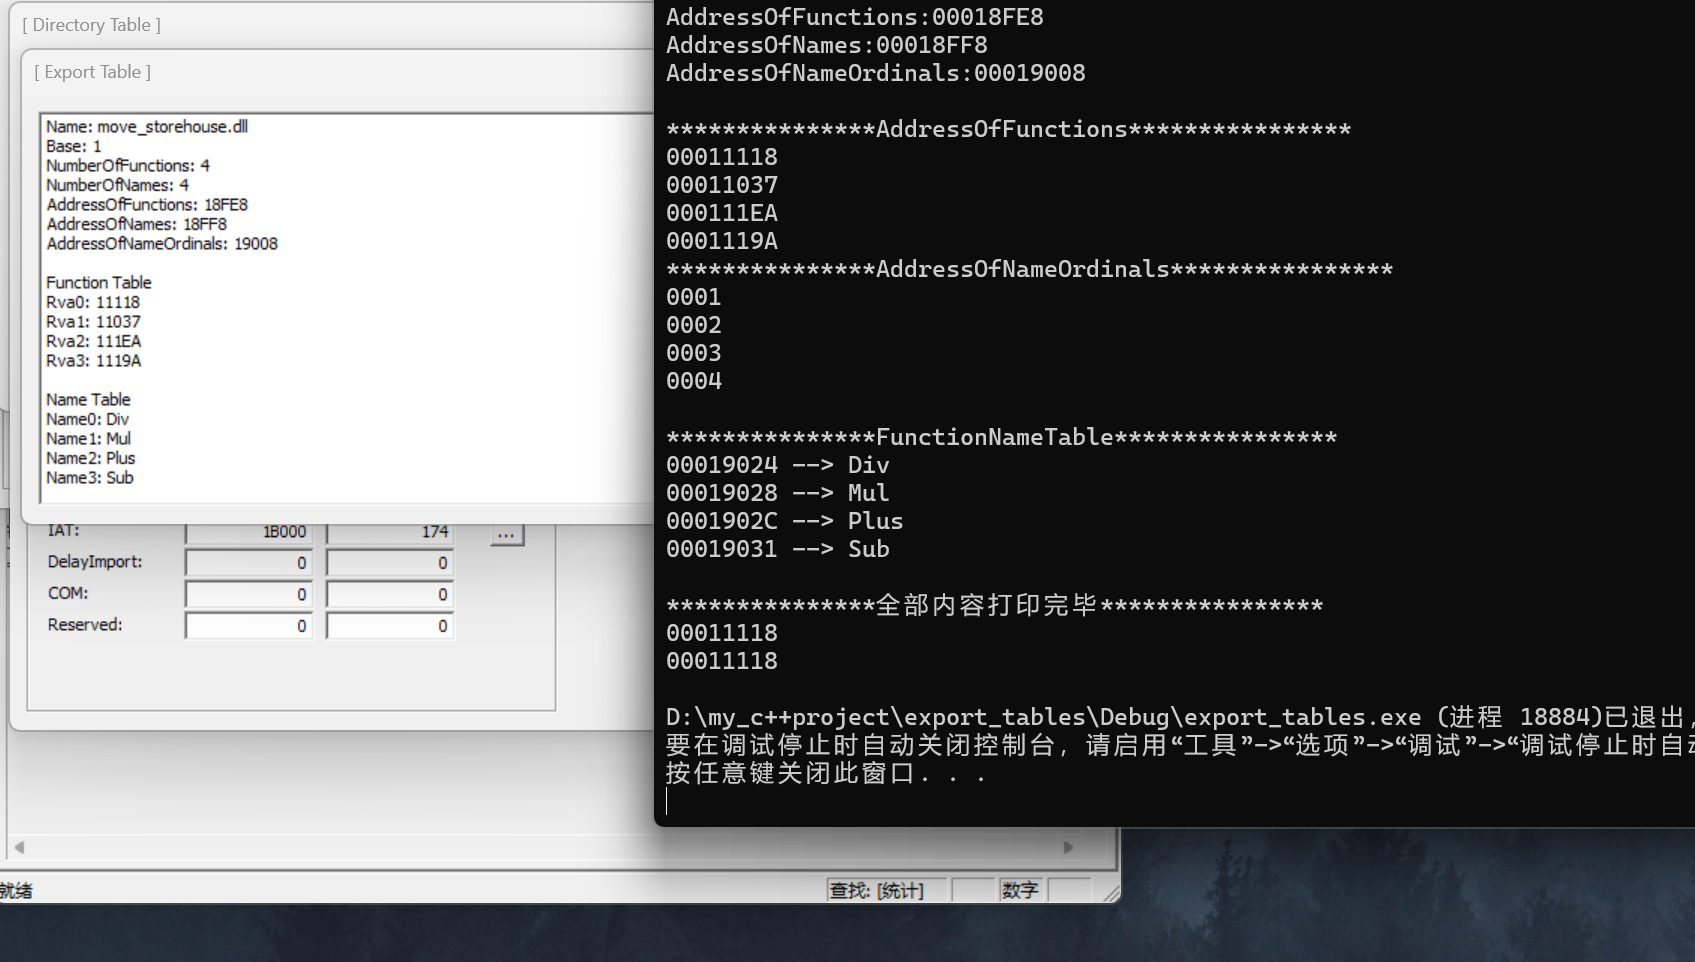 [ Directory Table ]
[ Export Table ]
Name: move_storehouse.dll
Base: 1
NumberOfFunctions: 4
NumberOfNames: 4
AddressOfFunctions: 18FE8
AddressOfNames: 18FF8
AddressOfNameOrdinals: 19008
Function Table
Rva0: 11118
Rva1: 11037
Rva2: 111EA
Rva3: 1119A
Name Table
Name0: Div
Name1: Mul
Name2: Plus
Name3: Sub
IAT: 1B000 174 ...
DelayImport: 0 0
COM: 0 0
Reserved: 0 0
就绪
查找: [统计] 数字
AddressOfFunctions:00018FE8
AddressOfNames:00018FF8
AddressOfNameOrdinals:00019008
***************AddressOfFunctions****************
00011118
00011037
000111EA
0001119A
***************AddressOfNameOrdinals****************
0001
0002
0003
0004
***************FunctionNameTable****************
00019024 --> Div
00019028 --> Mul
0001902C --> Plus
00019031 --> Sub
***************全部内容打印完毕****************
00011118
00011118
D:\my_c++project\export_tables\Debug\export_tables.exe (进程 18884)已退出,
要在调试停止时自动关闭控制台，请启用“工具”->“选项”->“调试”->“调试停止时自动
按任意键关闭此窗口. . .